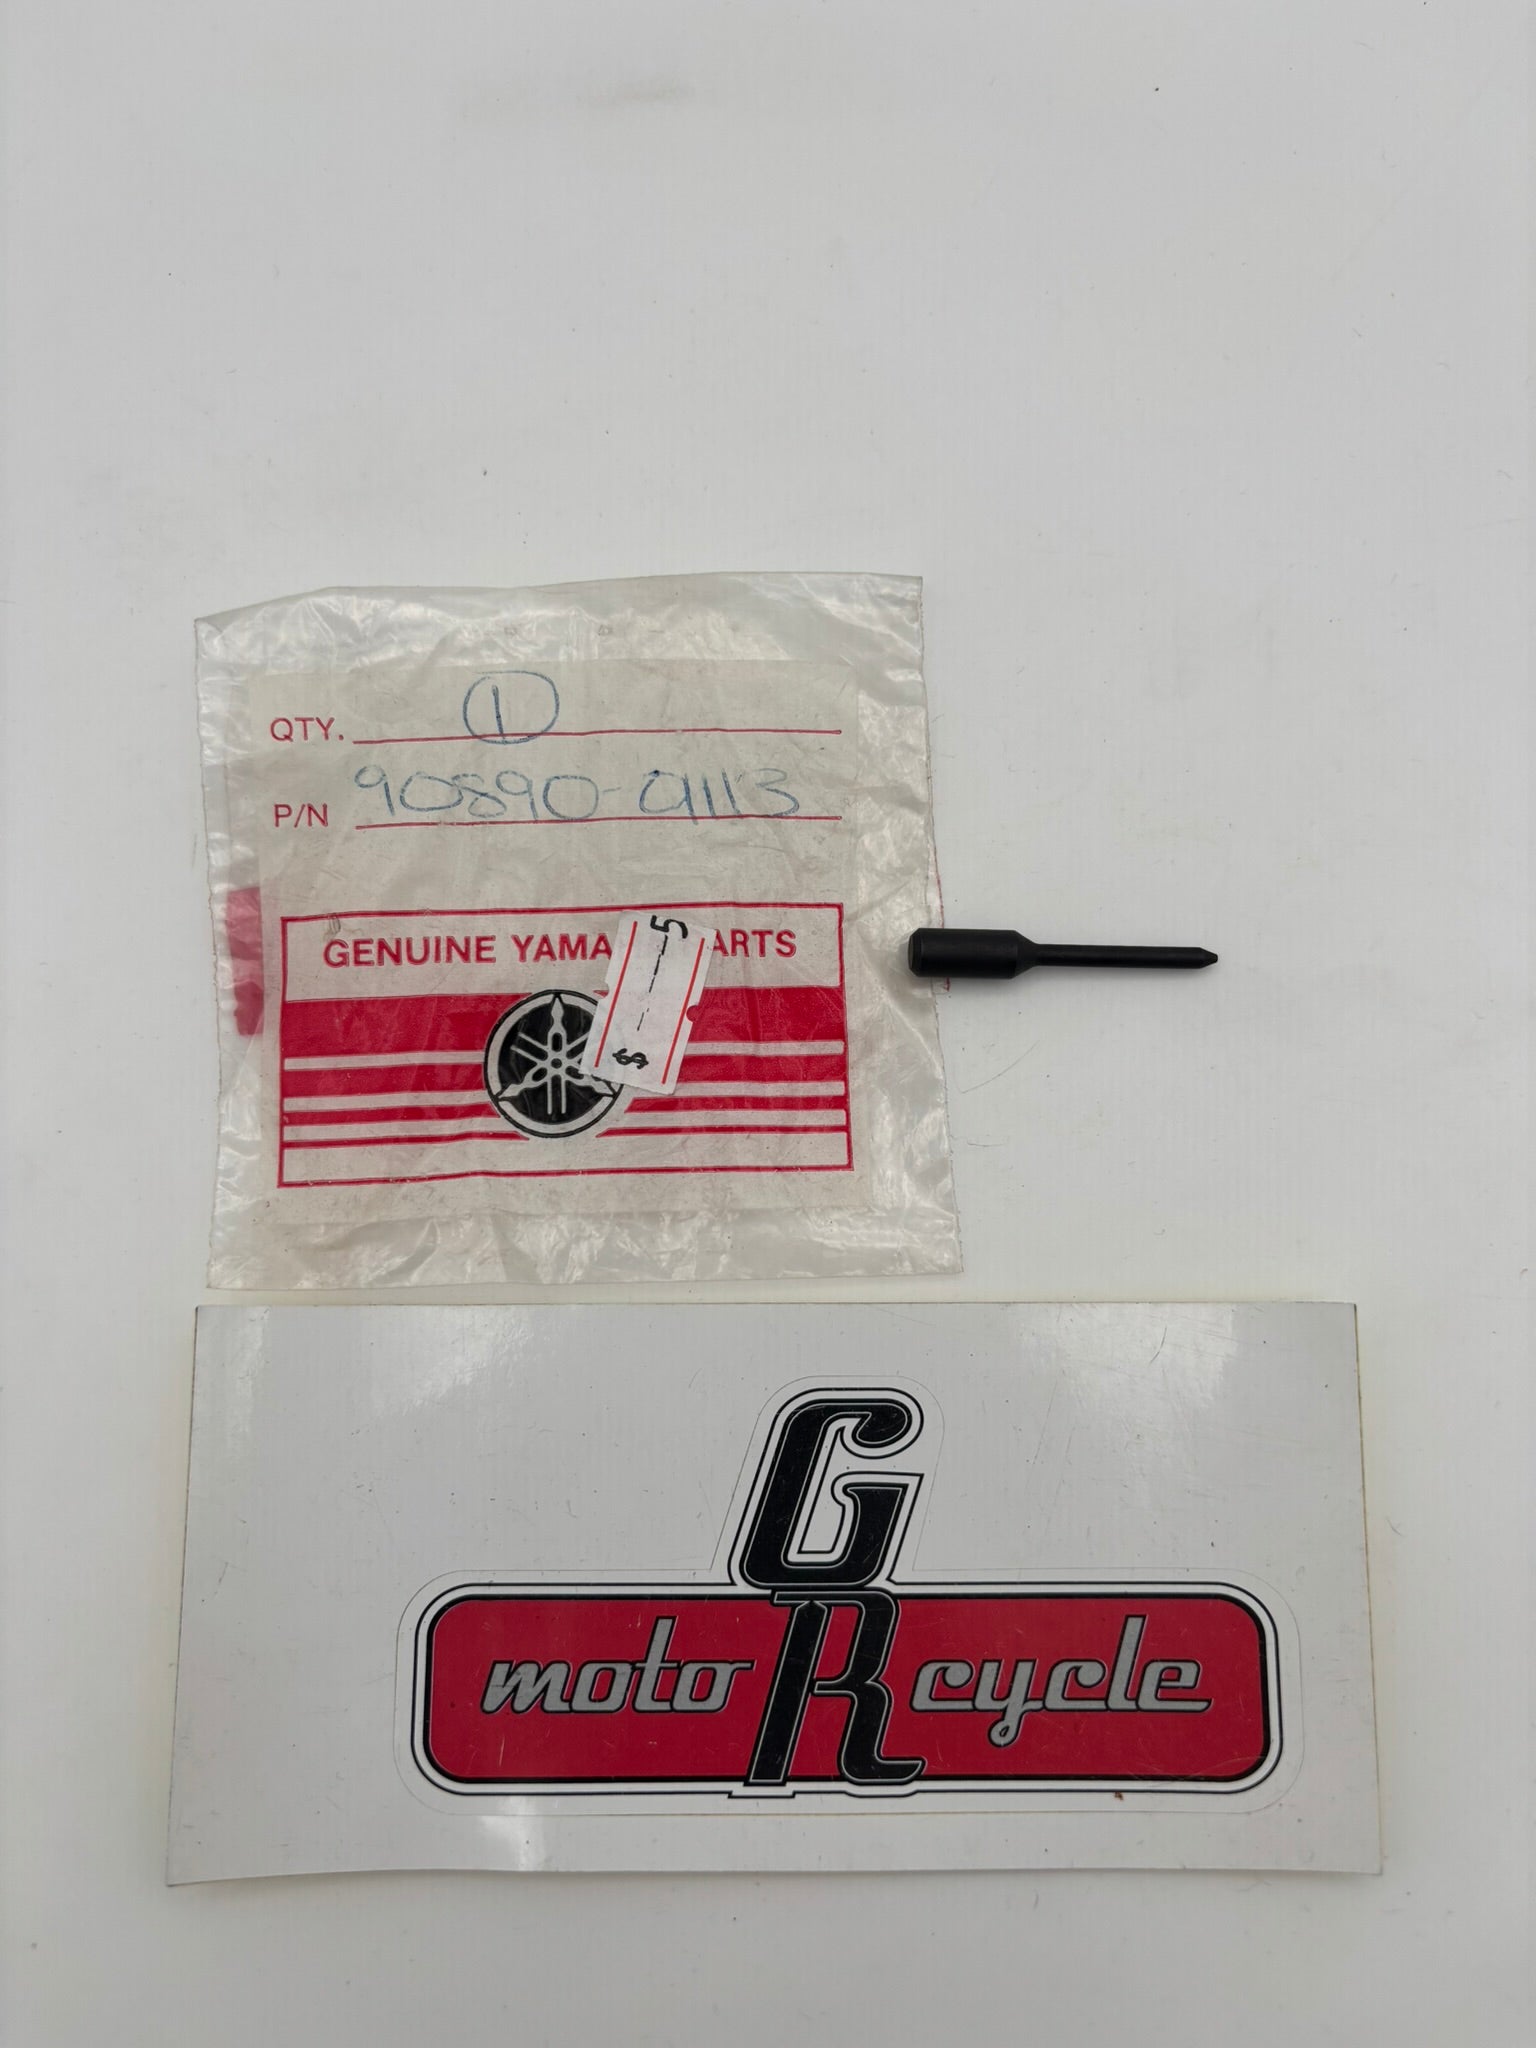 QTY. 1
P/N 90890-01113
GENUINE YAMA ARTS
$ --- 5
G
moto R cycle